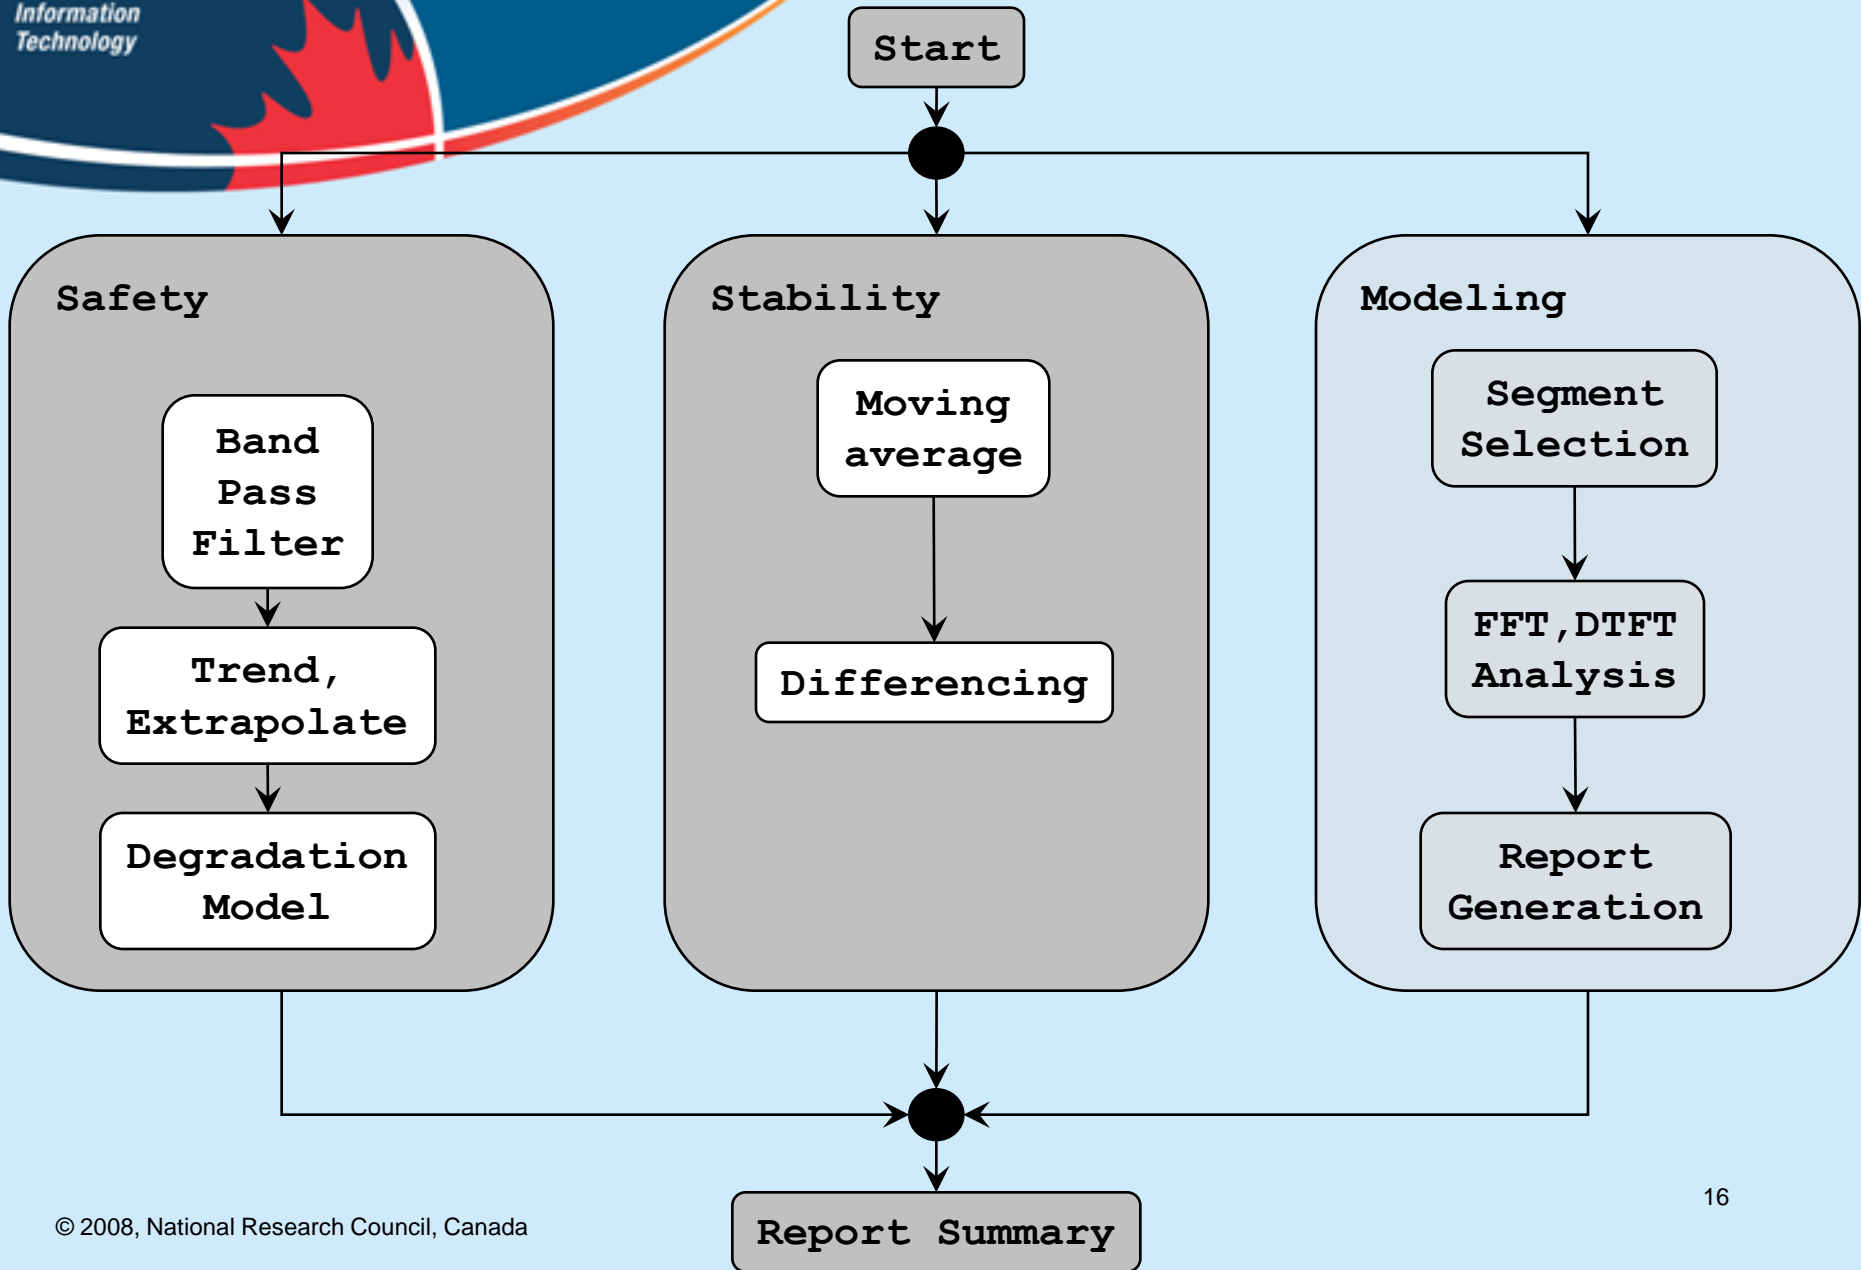 Information
Technology
Start
Safety
Band
Pass
Filter
Trend,
Extrapolate
Degradation
Model
Stability
Moving
average
Differencing
Modeling
Segment
Selection
FFT,DTFT
Analysis
Report
Generation
Report Summary
© 2008, National Research Council, Canada
16